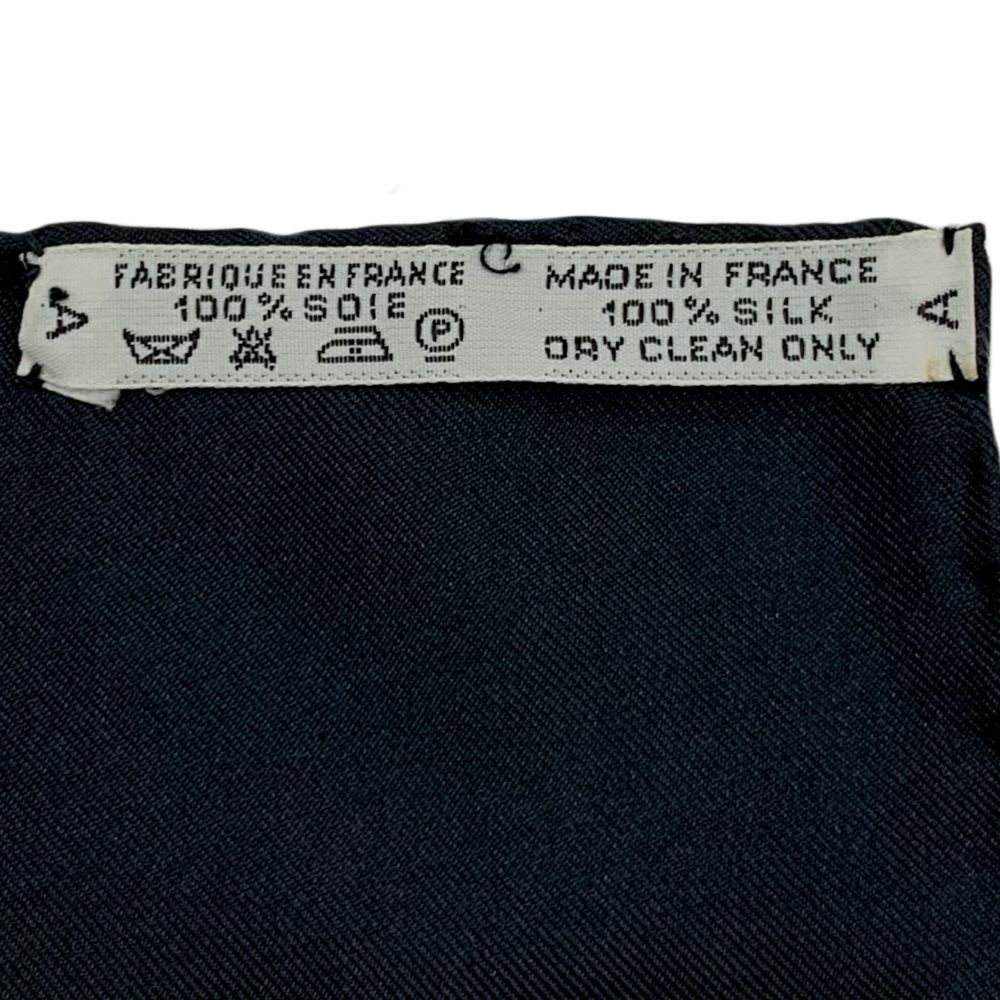 FABRIQUE EN FRANCE
100% SOIE
P
MADE IN FRANCE
100% SILK
DRY CLEAN ONLY
A
A